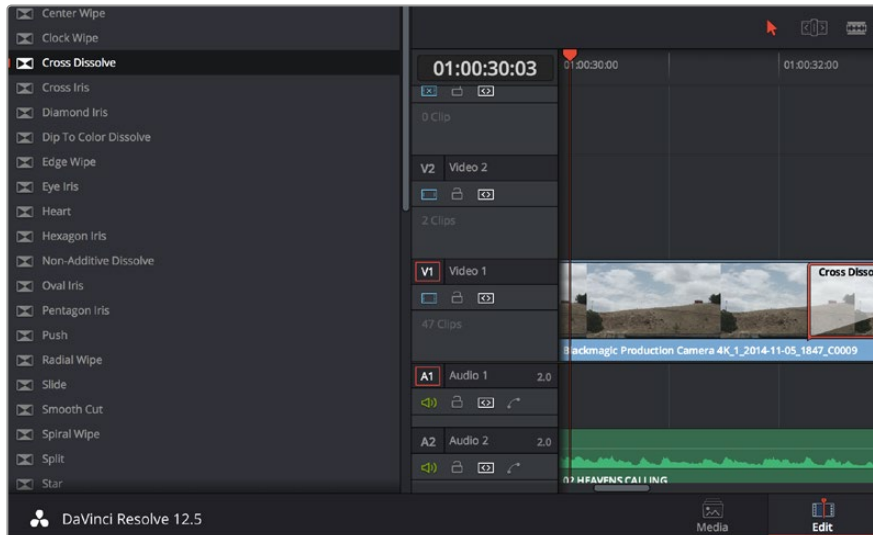 Center Wipe
Clock Wipe
Cross Dissolve
Cross Iris
Diamond Iris
Dip To Color Dissolve
Edge Wipe
Eye Iris
Heart
Hexagon Iris
Non-Additive Dissolve
Oval Iris
Pentagon Iris
Push
Radial Wipe
Slide
Smooth Cut
Spiral Wipe
Split
Star
01:00:30:03
01:00:30:00
01:00:32:00
0 Clip
V2 Video 2
2 Clips
V1 Video 1
47 Clips
Cross Disso
Blackmagic Production Camera 4K_1_2014-11-05_1847_C0009
A1 Audio 1 2.0
A2 Audio 2 2.0
02 HEAVENS CALLING
DaVinci Resolve 12.5
Media
Edit